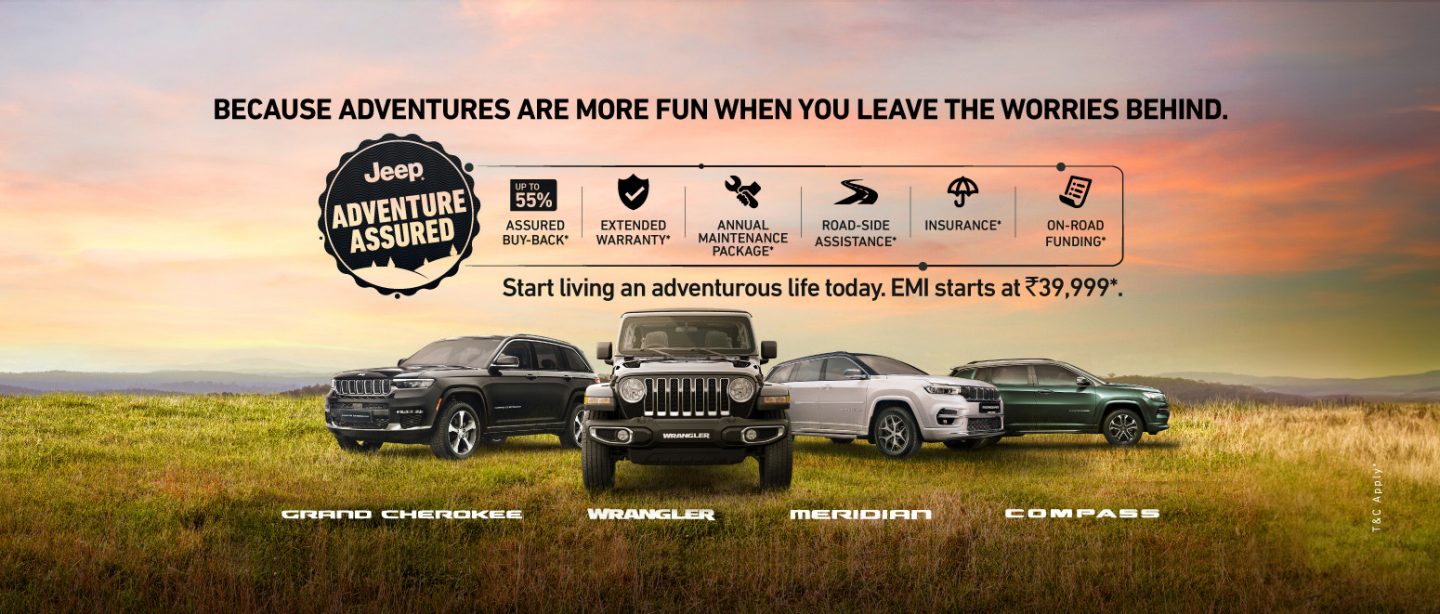 BECAUSE ADVENTURES ARE MORE FUN WHEN YOU LEAVE THE WORRIES BEHIND.
Jeep
ADVENTURE
ASSURED
UP TO
55%
ASSURED
BUY-BACK*
EXTENDED
WARRANTY*
ANNUAL
MAINTENANCE
PACKAGE*
ROAD-SIDE
ASSISTANCE*
INSURANCE*
ON-ROAD
FUNDING*
Start living an adventurous life today. EMI starts at ₹39,999*.
WRANGLER
GRAND CHEROKEE
WRANGLER
MERIDIAN
COMPASS
T&C Apply*